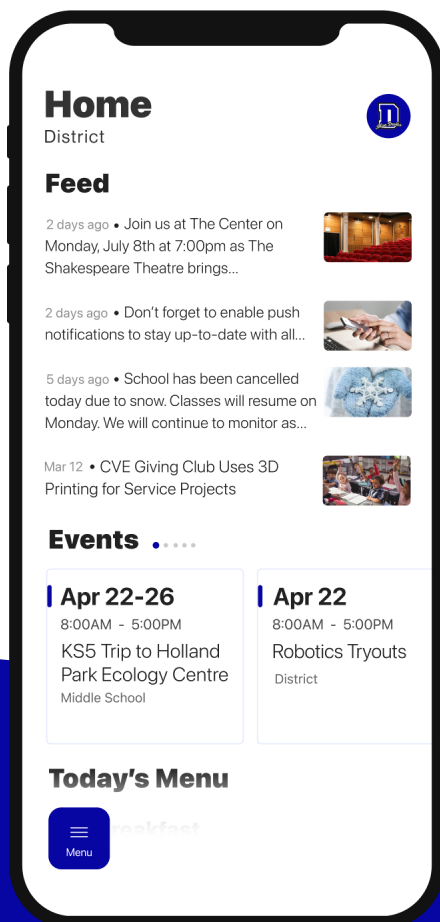 Home
District
Feed
2 days ago • Join us at The Center on
Monday, July 8th at 7:00pm as The
Shakespeare Theatre brings...
2 days ago • Don't forget to enable push
notifications to stay up-to-date with all...
5 days ago • School has been cancelled
today due to snow. Classes will resume on
Monday. We will continue to monitor as...
Mar 12 • CVE Giving Club Uses 3D
Printing for Service Projects
Events
Apr 22-26
8:00AM - 5:00PM
KS5 Trip to Holland
Park Ecology Centre
Middle School
Apr 22
8:00AM - 5:00PM
Robotics Tryouts
District
Today's Menu
Menu